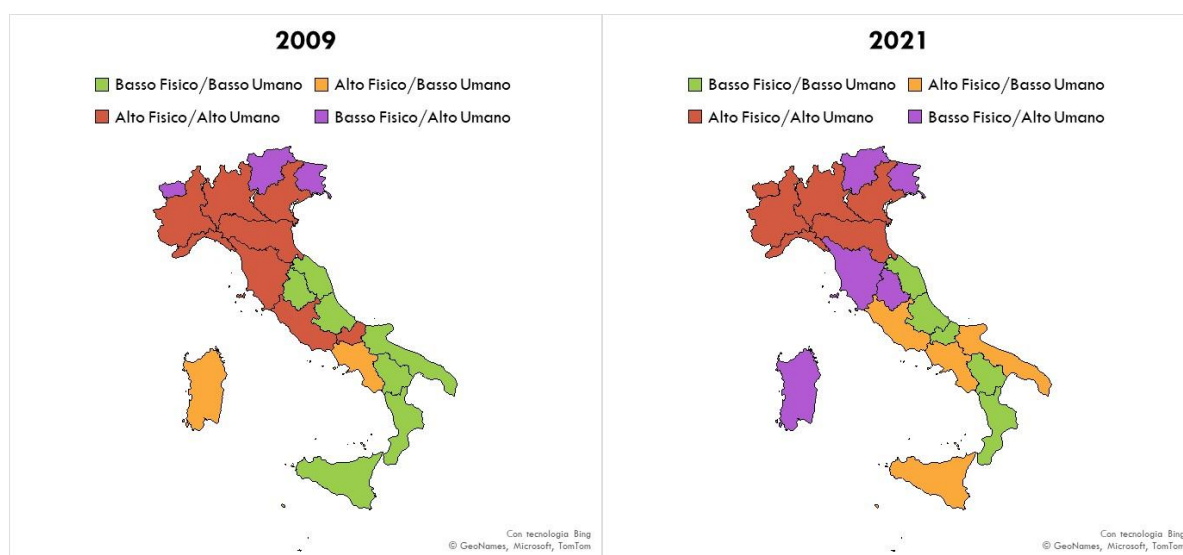 2009
Basso Fisico/Basso Umano
Alto Fisico/Basso Umano
Alto Fisico/Alto Umano
Basso Fisico/Alto Umano
Con tecnologia Bing
© GeoNames, Microsoft, TomTom
2021
Basso Fisico/Basso Umano
Alto Fisico/Basso Umano
Alto Fisico/Alto Umano
Basso Fisico/Alto Umano
Con tecnologia Bing
© GeoNames, Microsoft, TomTom